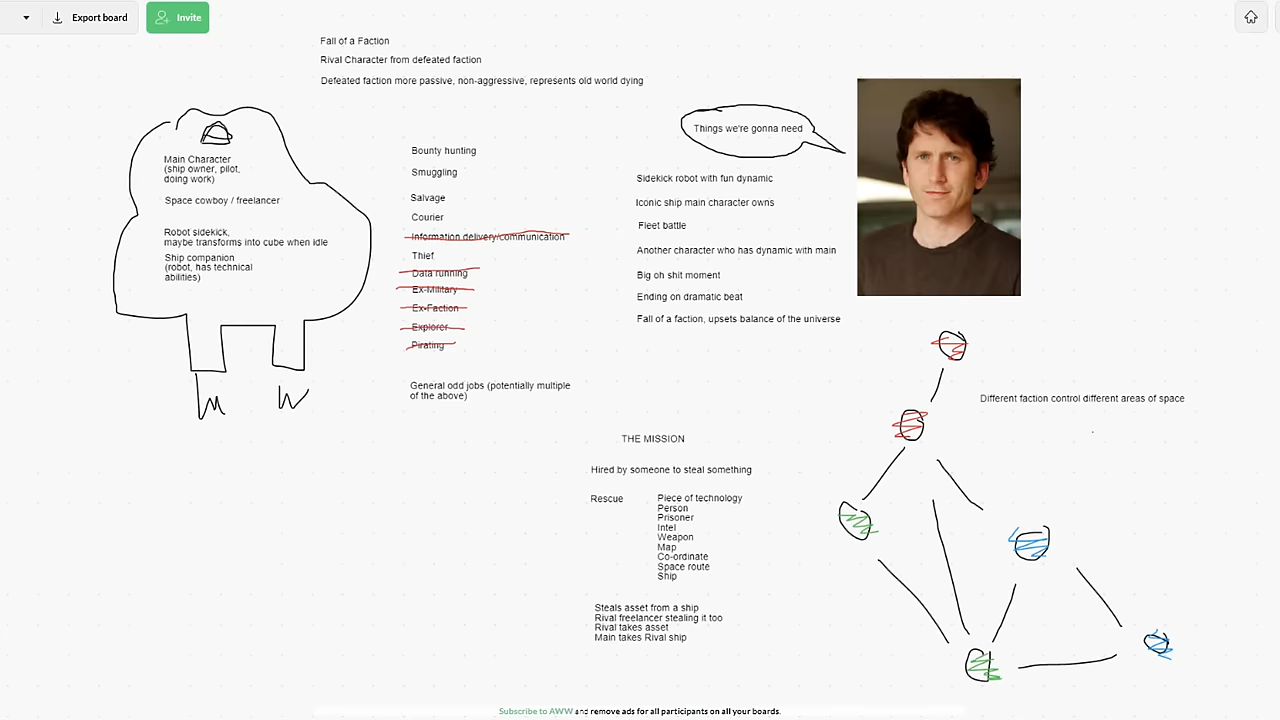 Export board
Invite
Fall of a Faction
Rival Character from defeated faction
Defeated faction more passive, non-aggressive, represents old world dying
Main Character
(ship owner, pilot,
doing work)
Space cowboy / freelancer
Robot sidekick,
maybe transforms into cube when idle
Ship companion
(robot, has technical
abilities)
Bounty hunting
Smuggling
Salvage
Courier
Information delivery/communication
Thief
Data running
Ex-Military
Ex-Faction
Explorer
Pirating
General odd jobs (potentially multiple
of the above)
Things we're gonna need
Sidekick robot with fun dynamic
Iconic ship main character owns
Fleet battle
Another character who has dynamic with main
Big oh shit moment
Ending on dramatic beat
Fall of a faction, upsets balance of the universe
Different faction control different areas of space
THE MISSION
Hired by someone to steal something
Rescue
Piece of technology
Person
Prisoner
Intel
Weapon
Map
Co-ordinate
Space route
Ship
Steals asset from a ship
Rival freelancer stealing it too
Rival takes asset
Main takes Rival ship
Subscribe to AWW and remove ads for all participants on all your boards.